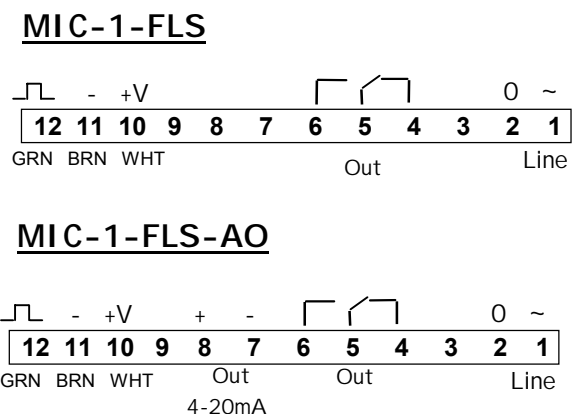 MIC-1-FLS
- +V 0 ~
12 11 10 9 8 7 6 5 4 3 2 1
GRN BRN WHT Out Line
MIC-1-FLS-AO
- +V + - 0 ~
12 11 10 9 8 7 6 5 4 3 2 1
GRN BRN WHT Out Out Line
4-20mA